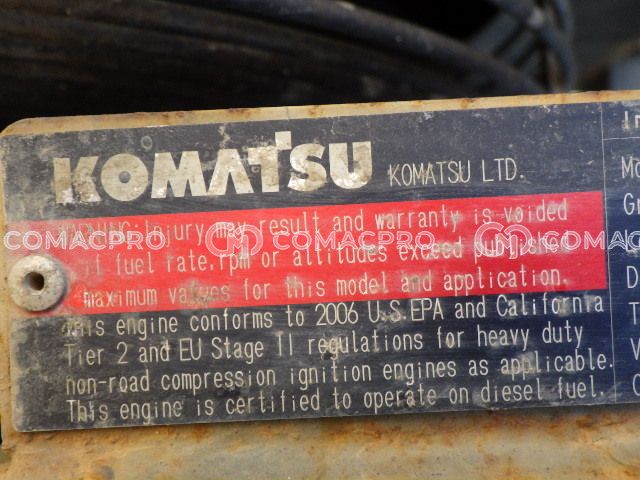 KOMATSU KOMATSU LTD.
WARNING: Injury may result and warranty is voided
COMACPRO COMACPRO COMAC
if fuel rate.rpm or altitudes exceed published
maximum values for this model and application.
This engine conforms to 2006 U.S.EPA and California
Tier 2 and EU Stage II regulations for heavy duty
non-road compression ignition engines as applicable.
This engine is certified to operate on diesel fuel.